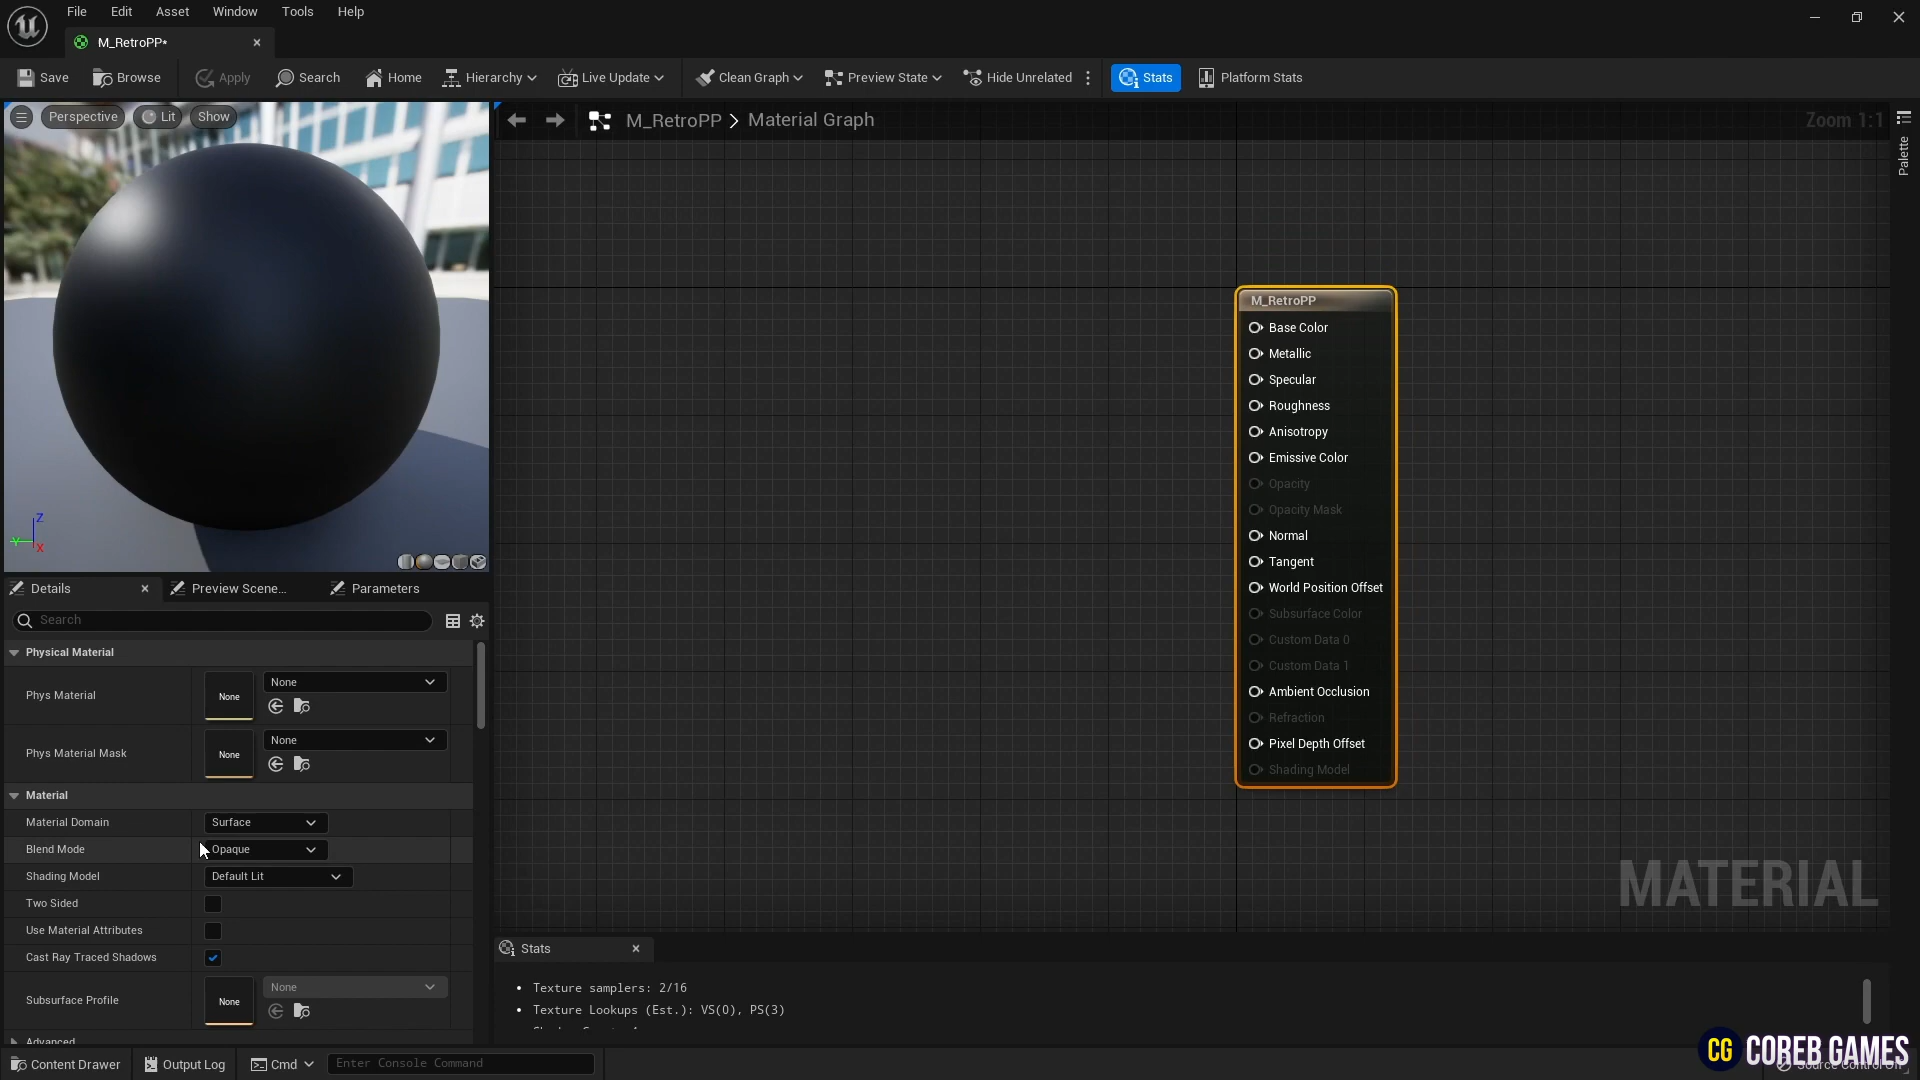 File Edit Asset Window Tools Help
M_RetroPP*
Save Browse Apply Search Home Hierarchy Live Update Clean Graph Preview State Hide Unrelated Stats Platform Stats
Perspective Lit Show
M_RetroPP > Material Graph
Zoom 1:1
Palette
M_RetroPP
Base Color
Metallic
Specular
Roughness
Anisotropy
Emissive Color
Opacity
Opacity Mask
Normal
Tangent
World Position Offset
Subsurface Color
Custom Data 0
Custom Data 1
Ambient Occlusion
Refraction
Pixel Depth Offset
Shading Model
MATERIAL
Z
Y
X
Details Preview Scene... Parameters
Search
Physical Material
Phys Material None None
Phys Material Mask None None
Material
Material Domain Surface
Blend Mode Opaque
Shading Model Default Lit
Two Sided
Use Material Attributes
Cast Ray Traced Shadows
Subsurface Profile None None
Advanced
Stats
Texture samplers: 2/16
Texture Lookups (Est.): VS(0), PS(3)
Content Drawer Output Log Cmd Enter Console Command
CG COREB GAMES
Source Control Off